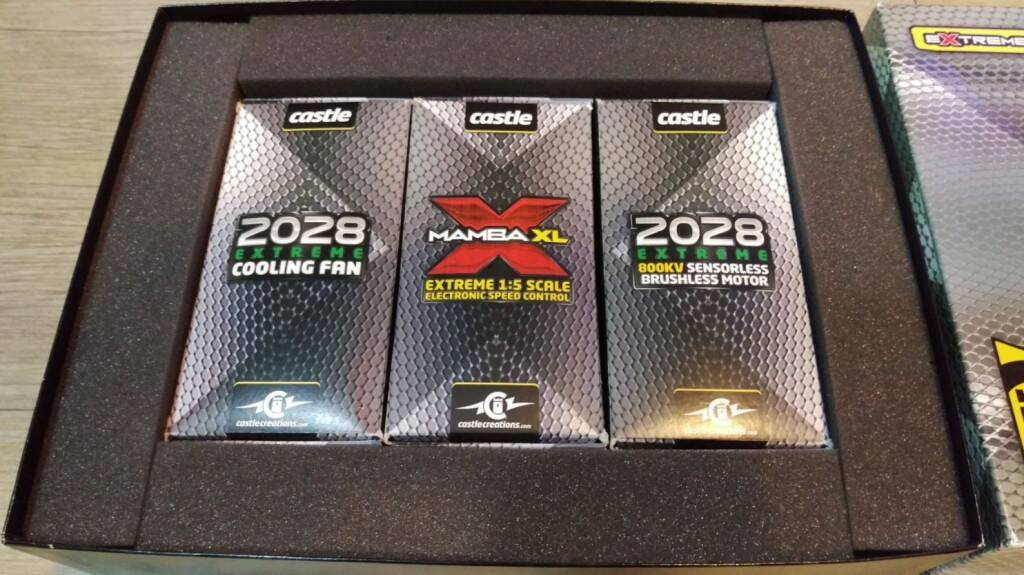 castle
2028
EXTREME
COOLING FAN
castlecreations.com
castle
X
MAMBA XL
EXTREME 1:5 SCALE
ELECTRONIC SPEED CONTROL
castlecreations.com
castle
2028
EXTREME
800KV SENSORLESS
BRUSHLESS MOTOR
EXTREME